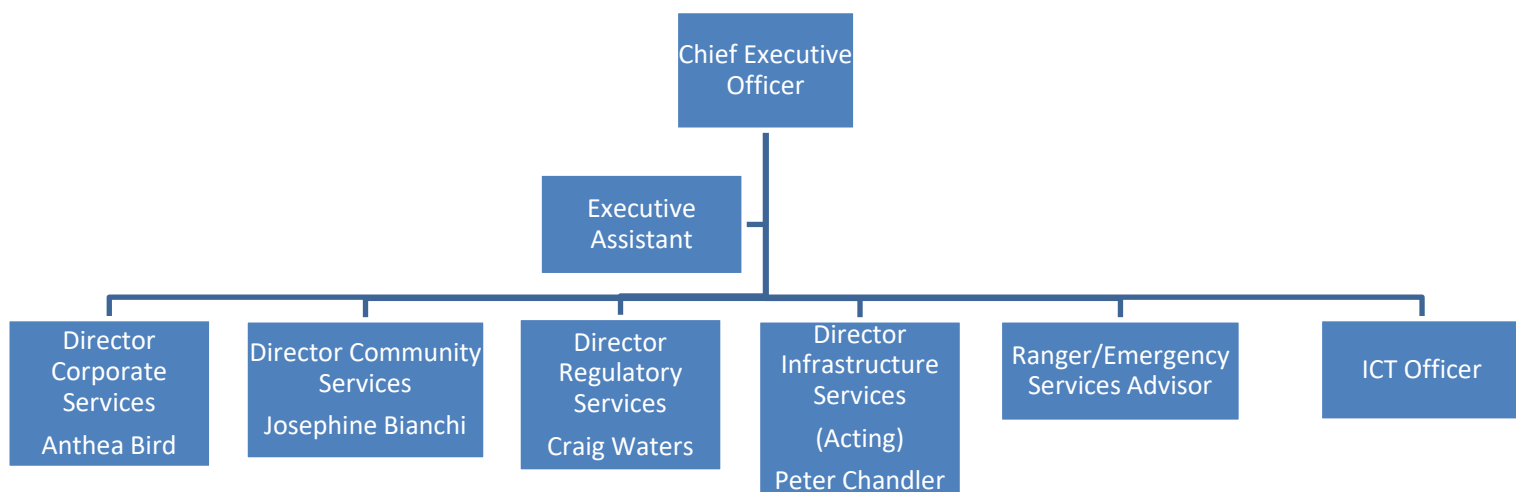 Chief Executive
Officer
Executive
Assistant
Director
Corporate
Services
Anthea Bird
Director Community
Services
Josephine Bianchi
Director
Regulatory
Services
Craig Waters
Director
Infrastructure
Services
(Acting)
Peter Chandler
Ranger/Emergency
Services Advisor
ICT Officer